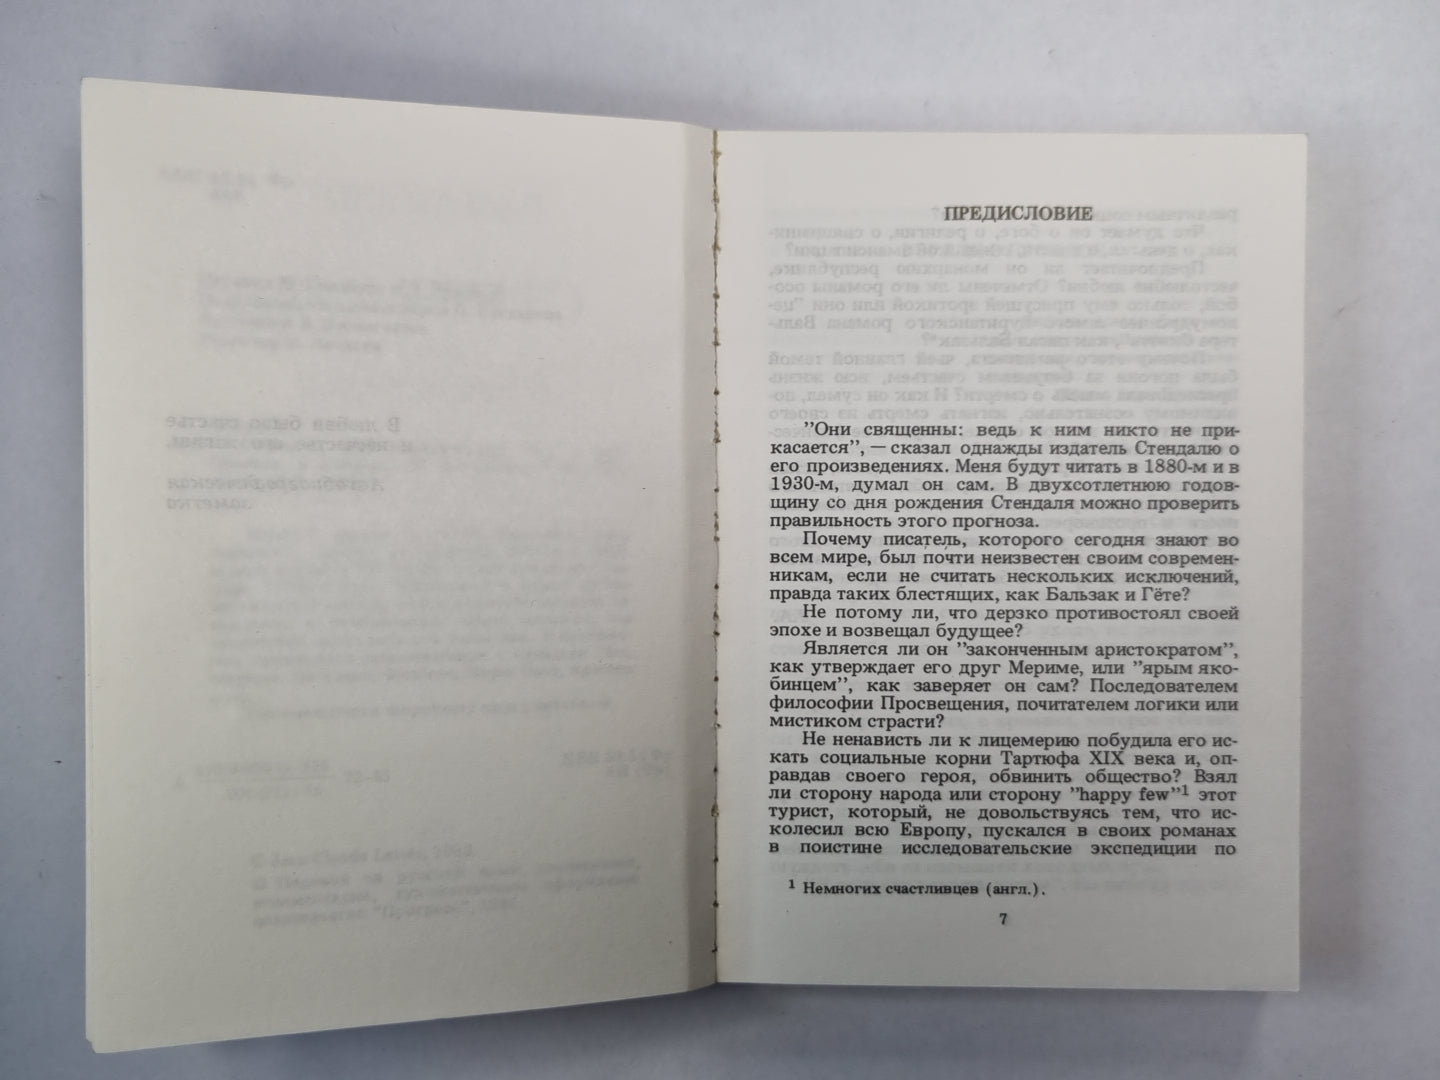 ПРЕДИСЛОВИЕ
”Они священны: ведь к ним никто не при-
касается”, — сказал однажды издатель Стендалю о
его произведениях. Меня будут читать в 1880-м и в
1930-м, думал он сам. В двухсотлетнюю годов-
щину со дня рождения Стендаля можно проверить
правильность этого прогноза.
Почему писатель, которого сегодня знают во
всем мире, был почти неизвестен своим современ-
никам, если не считать нескольких исключений,
правда таких блестящих, как Бальзак и Гёте?
Не потому ли, что дерзко противостоял своей
эпохе и возвещал будущее?
Является ли он ”законченным аристократом”,
как утверждает его друг Мериме, или ”ярым яко-
бинцем”, как заверяет он сам? Последователем
философии Просвещения, почитателем логики или
мистиком страсти?
Не ненависть ли к лицемерию побудила его ис-
кать социальные корни Тартюфа XIX века и, оп-
равдав своего героя, обвинить общество? Взял
ли сторону народа или сторону ”happy few”1 этот
турист, который, не довольствуясь тем, что ис-
колесил всю Европу, пускался в своих романах
в поистине исследовательские экспедиции по
1 Немногих счастливцев (англ.).
7